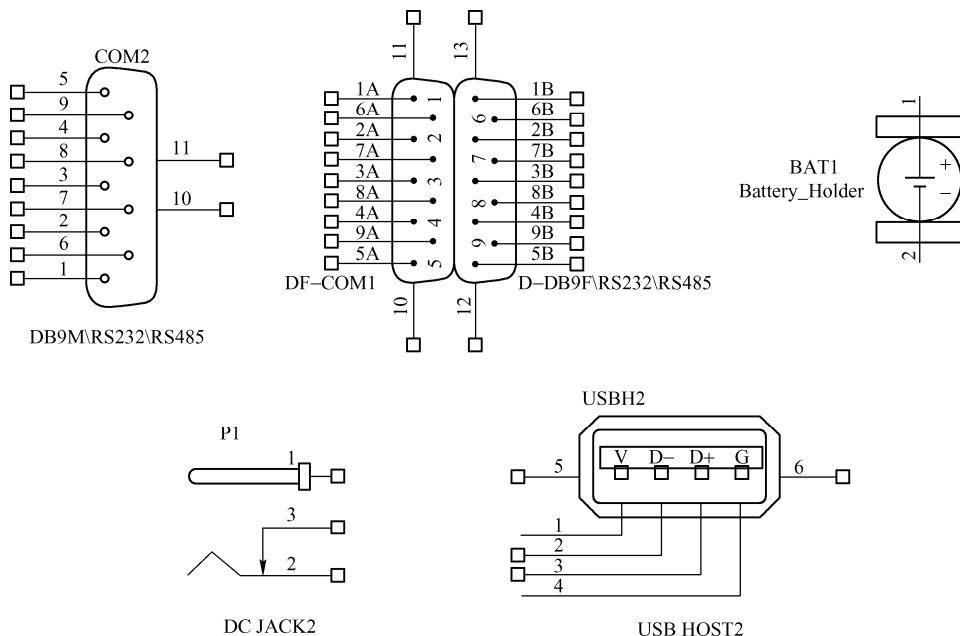 COM2
5
9
4
8
3
7
2
6
1
11
10
DB9M\RS232\RS485
11
13
1A
6A
2A
7A
3A
8A
4A
9A
5A
1
2
3
4
5
6
7
8
9
1B
6B
2B
7B
3B
8B
4B
9B
5B
DF−COM1
D−DB9F\RS232\RS485
10
12
1
BAT1
Battery_Holder
+
−
2
P1
1
3
2
DC JACK2
USBH2
V D− D+ G
5
6
1
2
3
4
USB HOST2